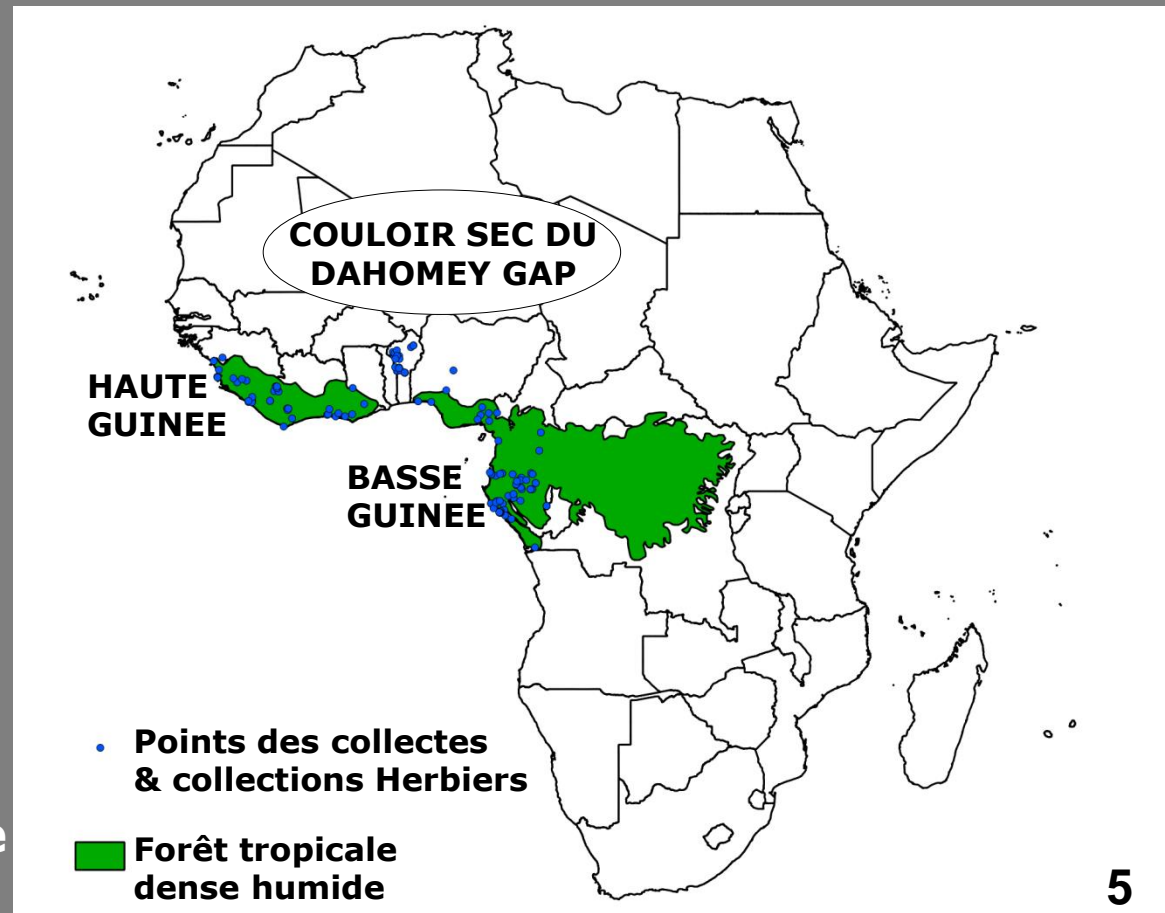 COULOIR SEC DU
DAHOMEY GAP
HAUTE
GUINEE
BASSE
GUINEE
Points des collectes
& collections Herbiers
Forêt tropicale
dense humide
5